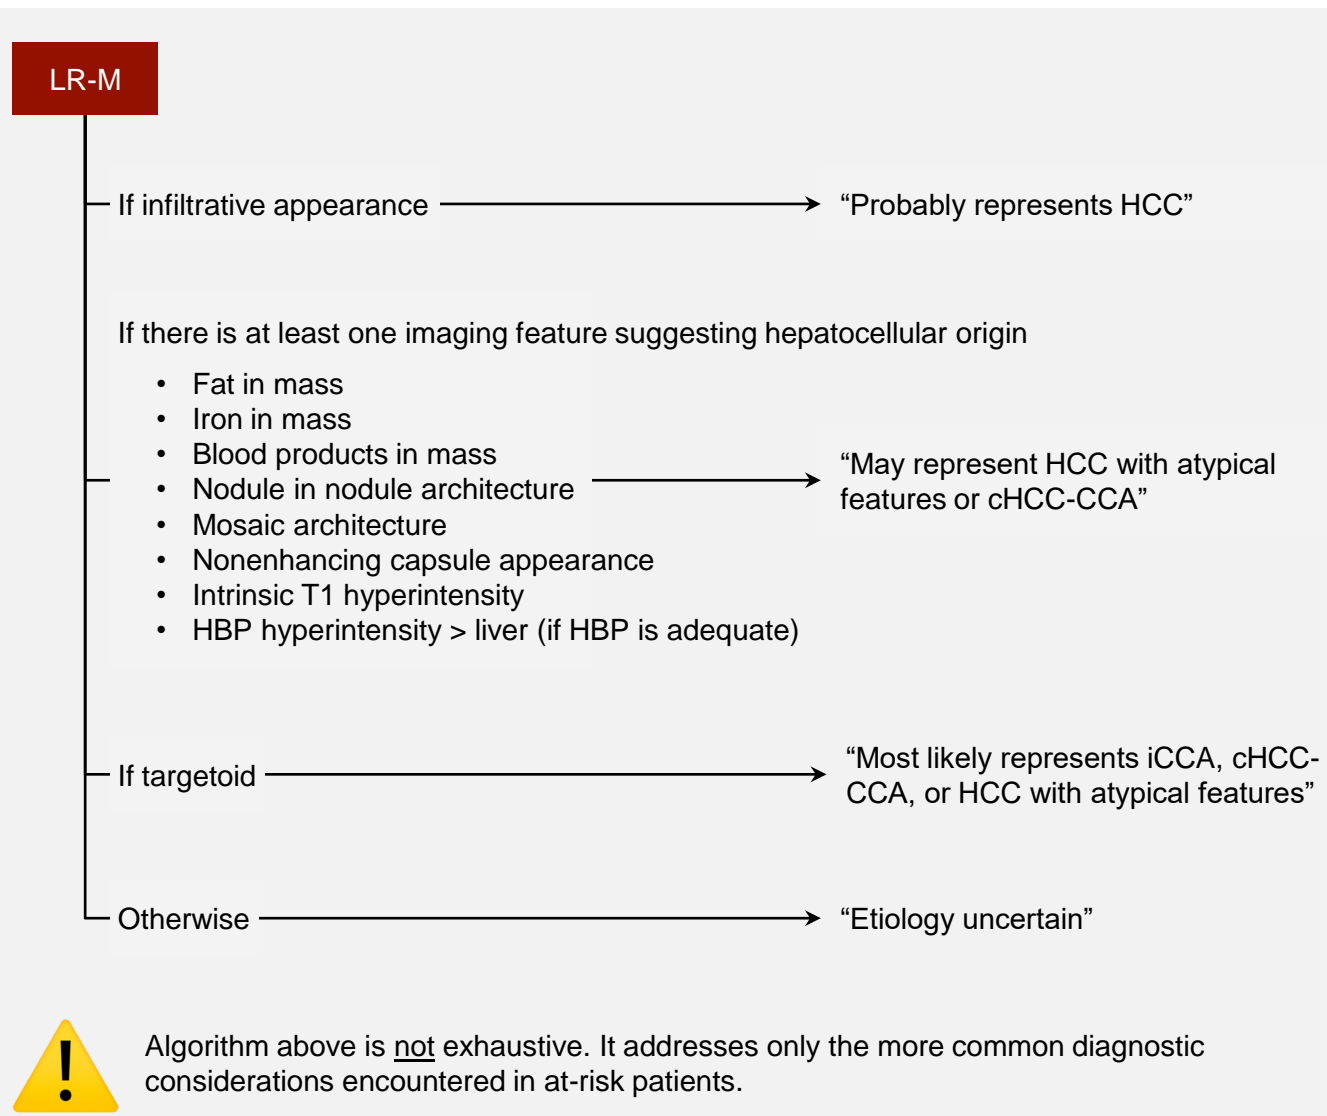 LR-M
If infiltrative appearance
“Probably represents HCC”
If there is at least one imaging feature suggesting hepatocellular origin
• Fat in mass
• Iron in mass
• Blood products in mass
• Nodule in nodule architecture
• Mosaic architecture
• Nonenhancing capsule appearance
• Intrinsic T1 hyperintensity
• HBP hyperintensity > liver (if HBP is adequate)
“May represent HCC with atypical
features or cHCC-CCA”
If targetoid
“Most likely represents iCCA, cHCC-
CCA, or HCC with atypical features”
Otherwise
“Etiology uncertain”
Algorithm above is not exhaustive. It addresses only the more common diagnostic
considerations encountered in at-risk patients.